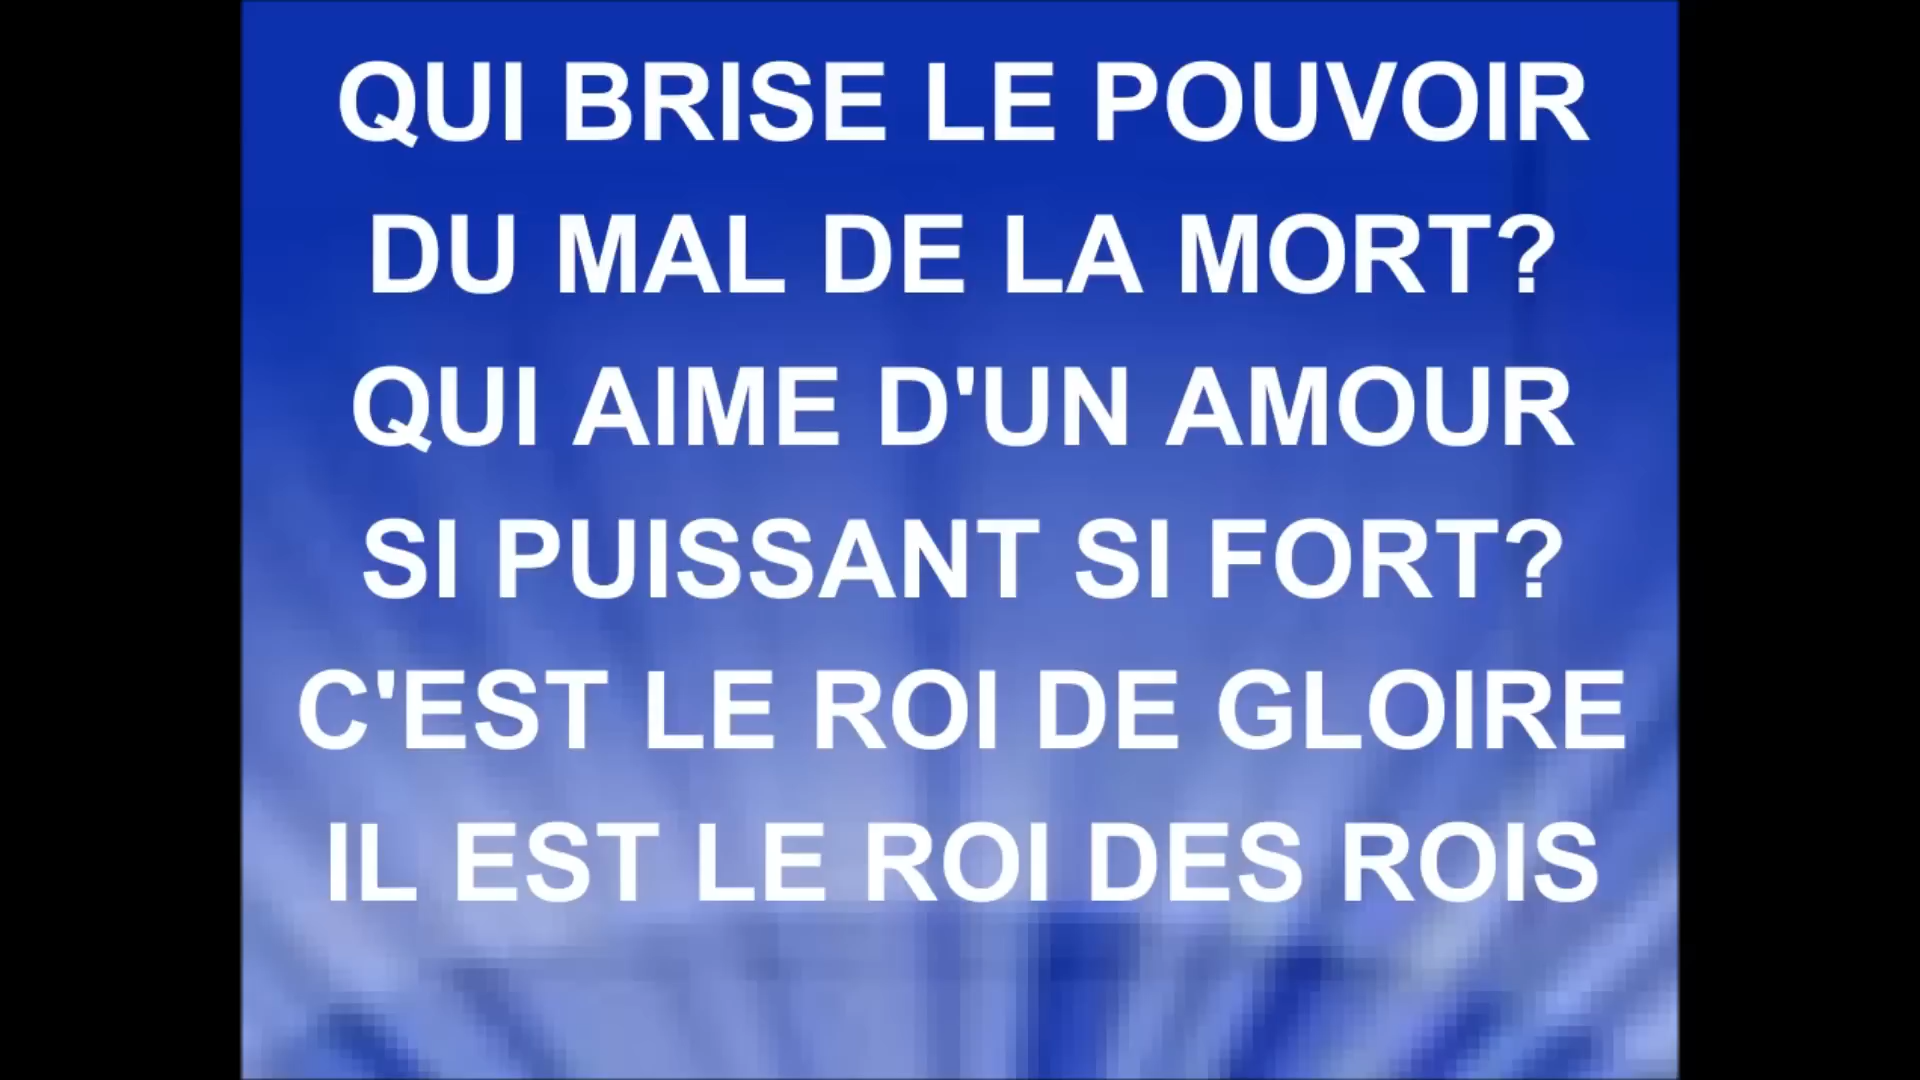 QUI BRISE LE POUVOIR
DU MAL DE LA MORT?
QUI AIME D'UN AMOUR
SI PUISSANT SI FORT?
C'EST LE ROI DE GLOIRE
IL EST LE ROI DES ROIS